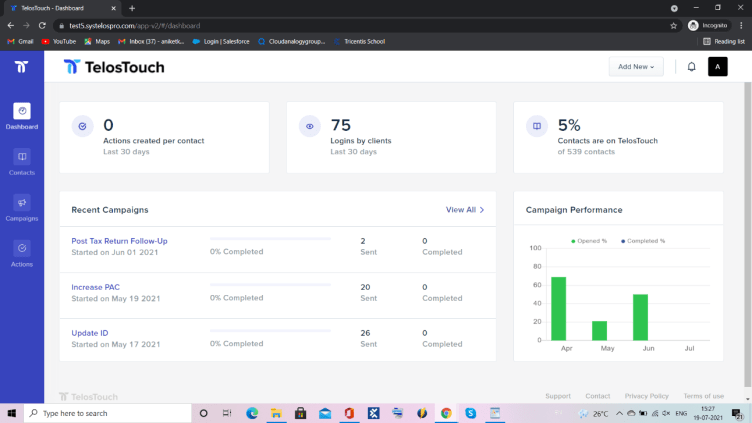 TelosTouch - Dashboard
test5.systelospro.com/app-v2/#/dashboard
Incognito
Gmail
YouTube
Maps
Inbox (37) - aniketk...
Login | Salesforce
Cloudanalogygroup...
Tricentis School
Reading list
TelosTouch
Add New
A
Dashboard
Contacts
Campaigns
Actions
0
Actions created per contact
Last 30 days
75
Logins by clients
Last 30 days
5%
Contacts are on TelosTouch
of 539 contacts
Recent Campaigns
View All
Post Tax Return Follow-Up
Started on Jun 01 2021
0% Completed
2
Sent
0
Completed
Increase PAC
Started on May 19 2021
0% Completed
20
Sent
0
Completed
Update ID
Started on May 17 2021
0% Completed
26
Sent
0
Completed
Campaign Performance
Opened %
Completed %
100
80
60
40
20
0
Apr
May
Jun
Jul
TelosTouch
Support
Contact
Privacy Policy
Terms of use
Type here to search
26°C
ENG
15:27
19-07-2021
21